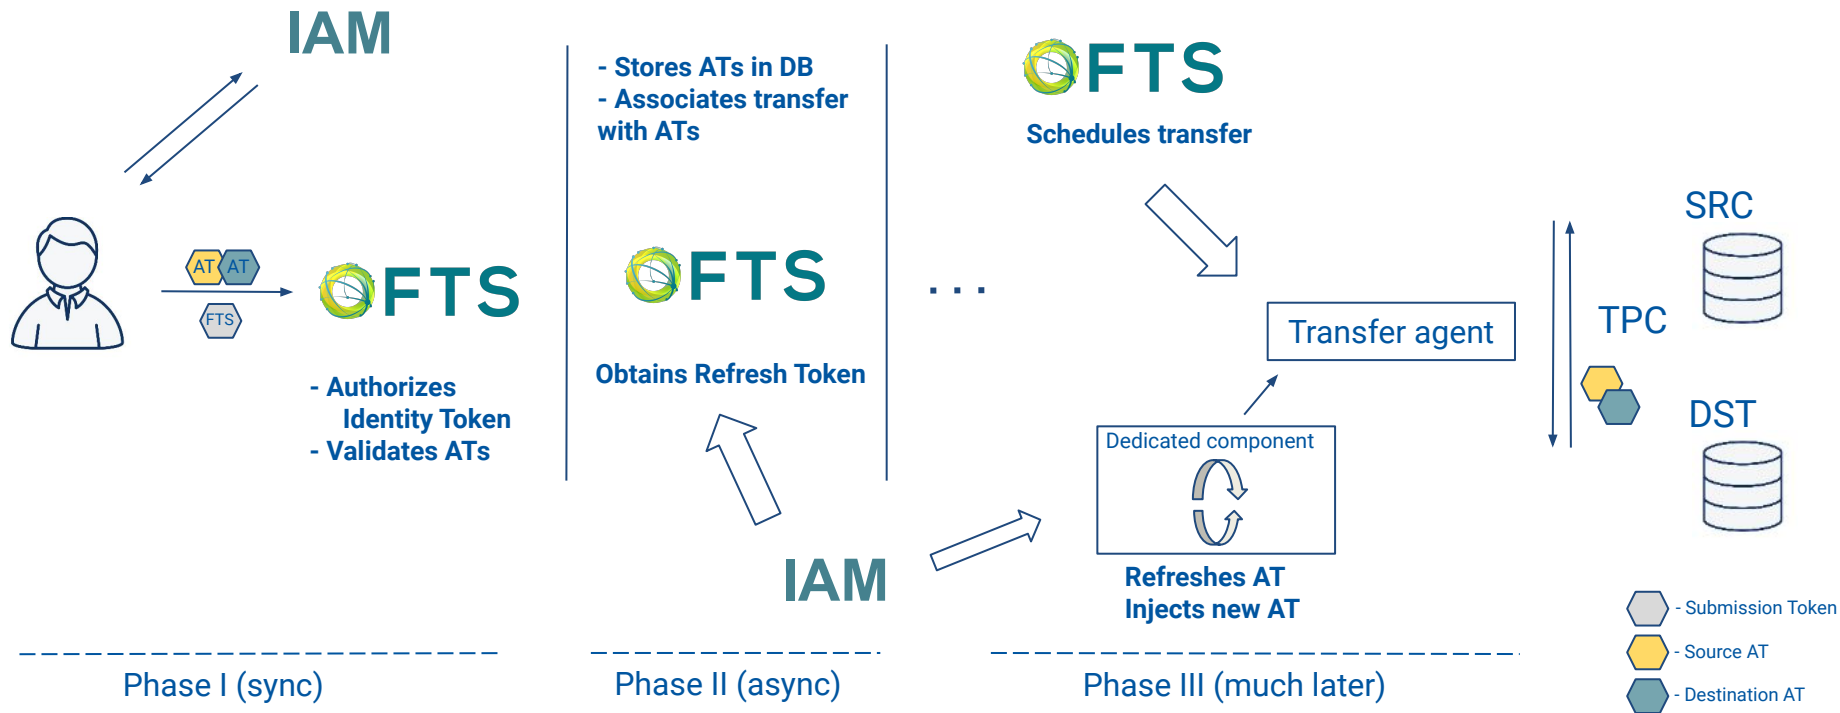 IAM
AT AT
FTS
FTS
- Authorizes
Identity Token
- Validates ATs
Phase I (sync)
- Stores ATs in DB
- Associates transfer
with ATs
FTS
Obtains Refresh Token
IAM
Phase II (async)
...
FTS
Schedules transfer
Transfer agent
Dedicated component
Refreshes AT
Injects new AT
Phase III (much later)
SRC
TPC
DST
- Submission Token
- Source AT
- Destination AT